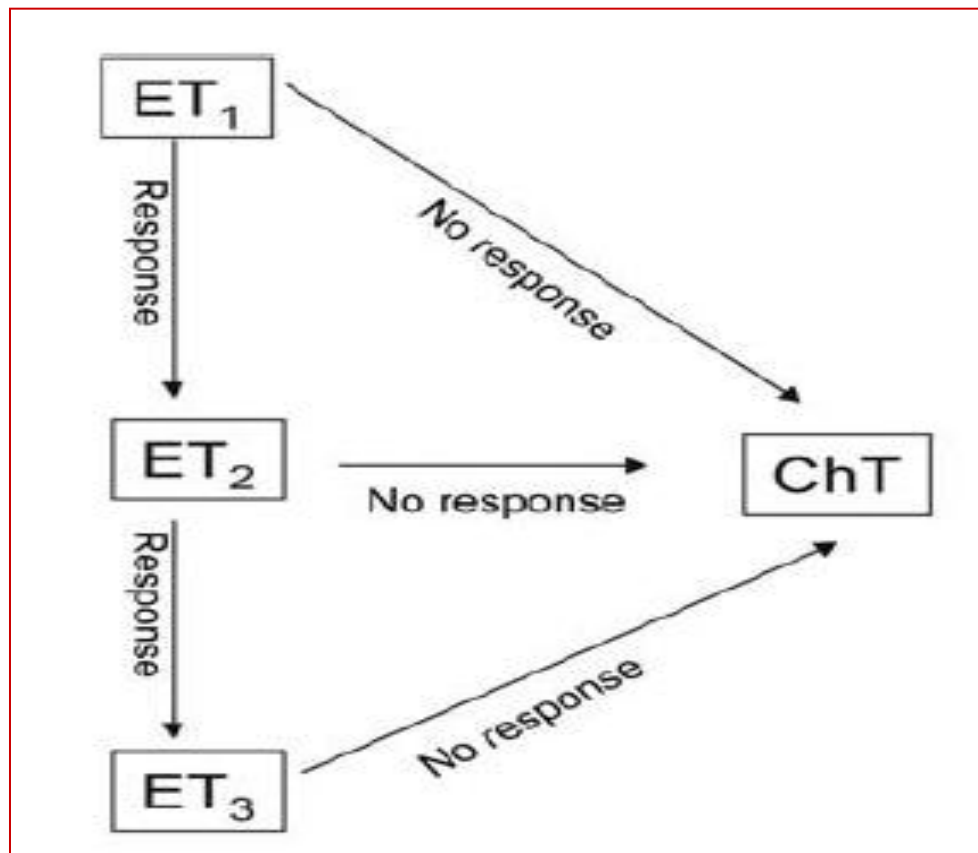 ET₁
Response
No response
ET₂
No response
ChT
Response
No response
ET₃